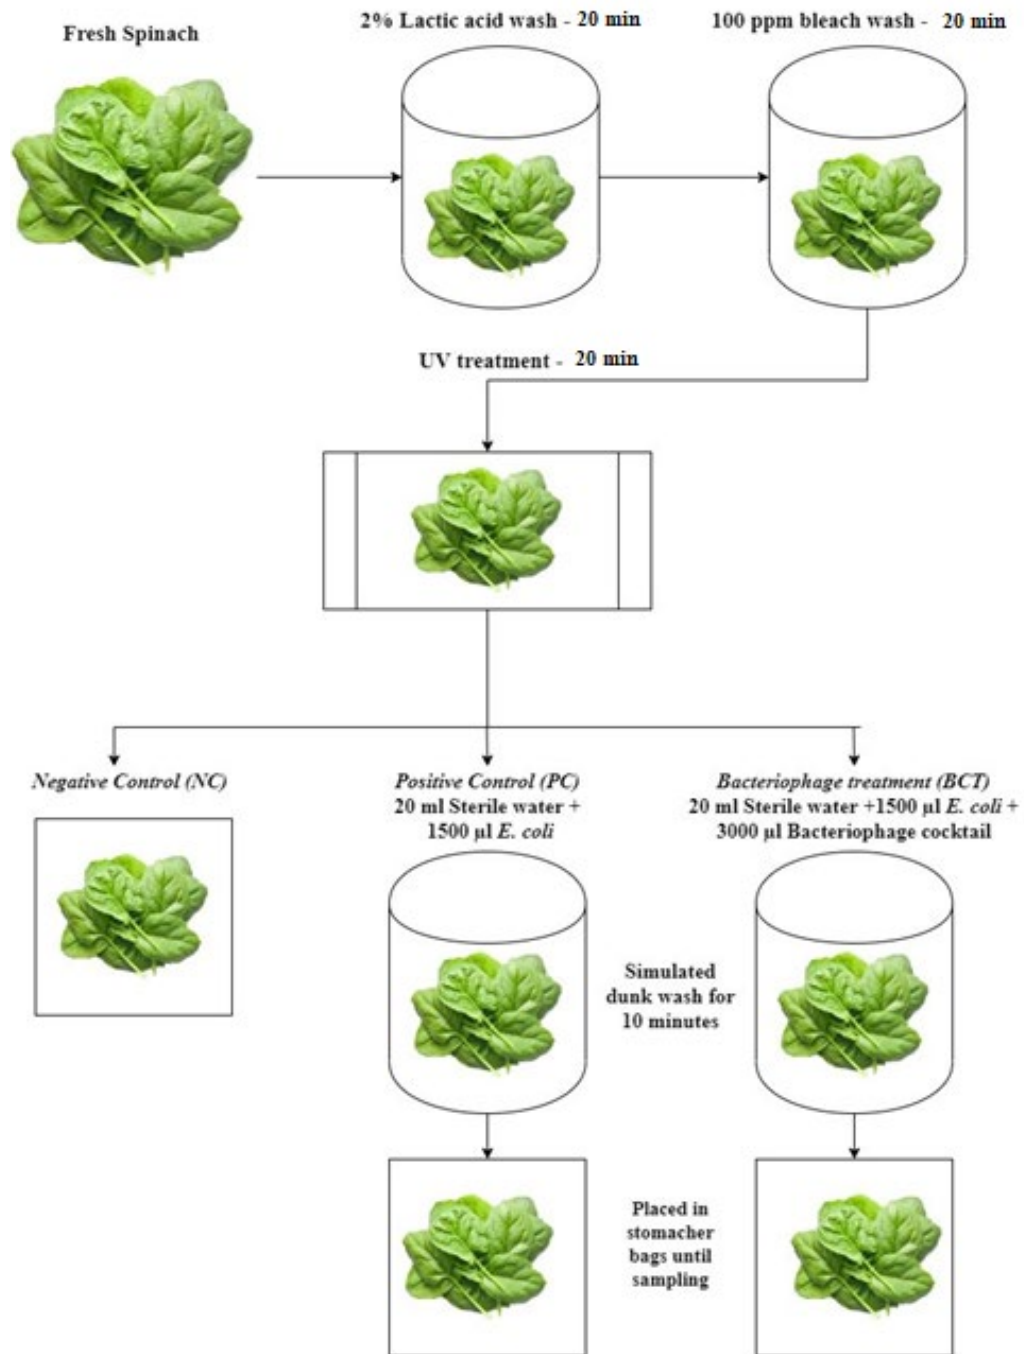 Fresh Spinach
2% Lactic acid wash - 20 min
100 ppm bleach wash - 20 min
UV treatment - 20 min
Negative Control (NC)
Positive Control (PC)
20 ml Sterile water +
1500 µl E. coli
Bacteriophage treatment (BCT)
20 ml Sterile water +1500 µl E. coli +
3000 µl Bacteriophage cocktail
Simulated
dunk wash for
10 minutes
Placed in
stomacher
bags until
sampling